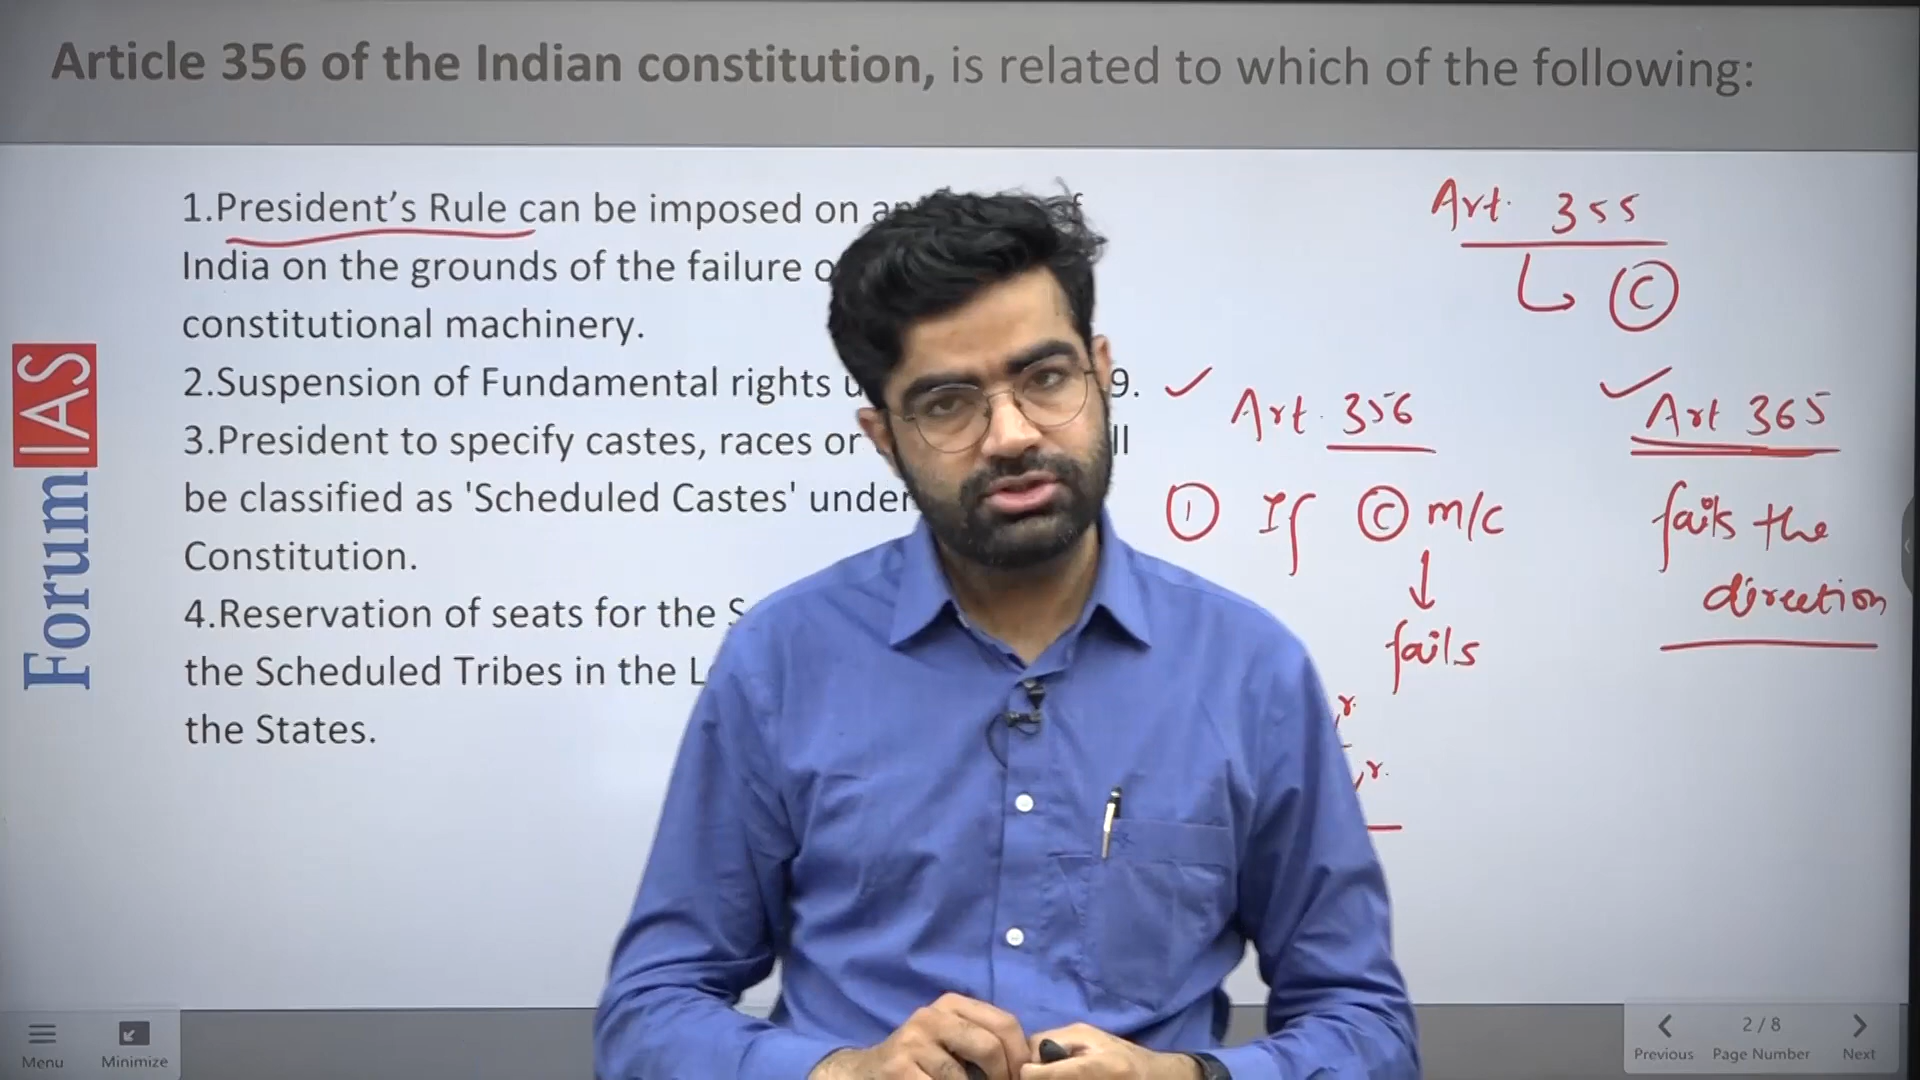 Article 356 of the Indian constitution, is related to which of the following:
1.President's Rule can be imposed on
India on the grounds of the failure
constitutional machinery.
2.Suspension of Fundamental rights 9.
3.President to specify castes, races or
be classified as 'Scheduled Castes' under
Constitution.
4.Reservation of seats for the
the Scheduled Tribes in the
the States.
Art. 355
C
Art. 356
1 If C m/c
fails
Art 365
fails the
direction
ForumIAS
Menu
Minimize
2 / 8
Previous
Page Number
Next